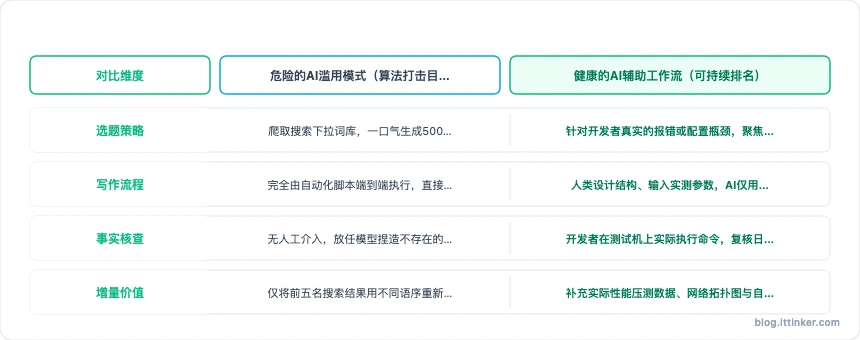 对比维度
危险的AI滥用模式（算法打击目...
健康的AI辅助工作流（可持续排名）
选题策略
爬取搜索下拉词库，一口气生成500...
针对开发者真实的报错或配置瓶颈，聚焦...
写作流程
完全由自动化脚本端到端执行，直接...
人类设计结构、输入实测参数，AI仅用...
事实核查
无人工介入，放任模型捏造不存在的...
开发者在测试机上实际执行命令，复核日...
增量价值
仅将前五名搜索结果用不同语序重新...
补充实际性能压测数据、网络拓扑图与自...
blog.ittinker.com